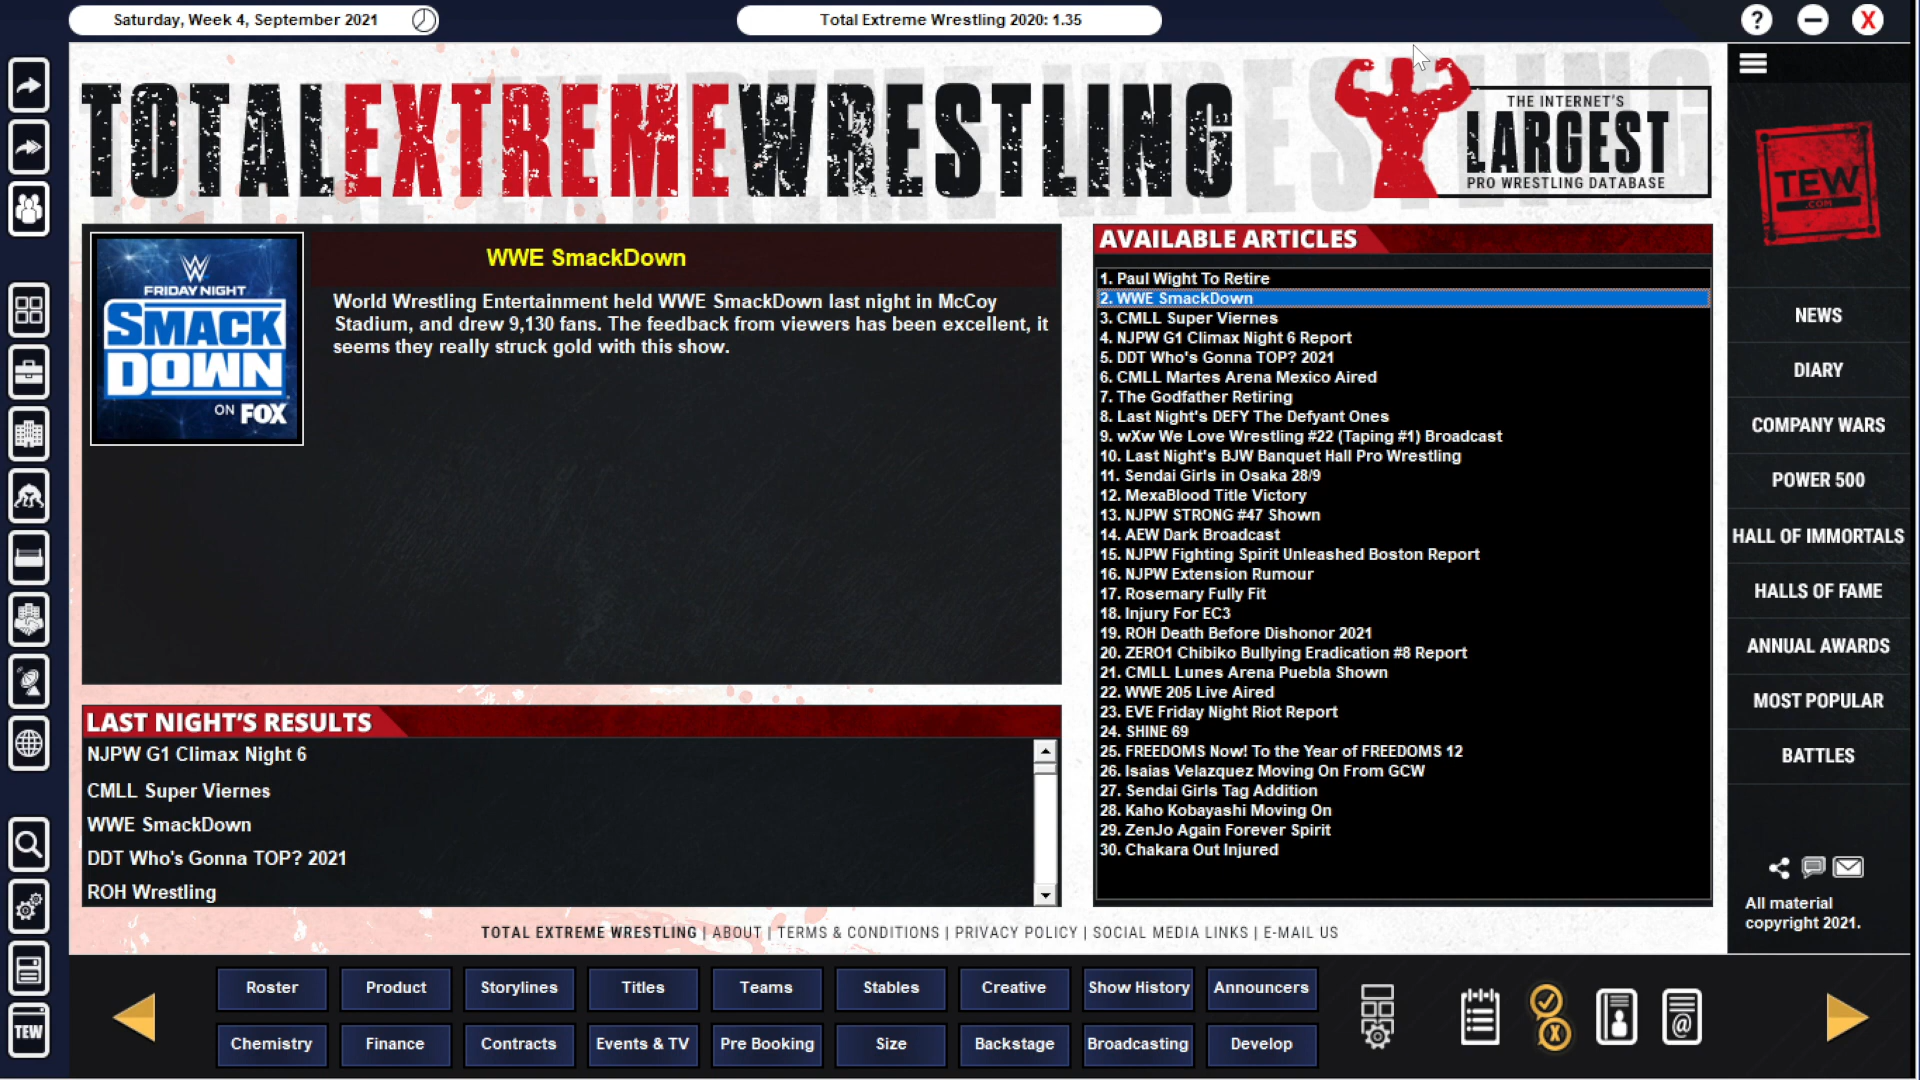 Saturday, Week 4, September 2021
Total Extreme Wrestling 2020: 1.35
?
X
TOTALEXTREMEWRESTLING
THE INTERNET'S
LARGEST
PRO WRESTLING DATABASE
TEW
.COM
W
FRIDAY NIGHT
SMACK
DOWN
ON FOX
WWE SmackDown
World Wrestling Entertainment held WWE SmackDown last night in McCoy
Stadium, and drew 9,130 fans. The feedback from viewers has been excellent, it
seems they really struck gold with this show.
AVAILABLE ARTICLES
1. Paul Wight To Retire
2. WWE SmackDown
3. CMLL Super Viernes
4. NJPW G1 Climax Night 6 Report
5. DDT Who's Gonna TOP? 2021
6. CMLL Martes Arena Mexico Aired
7. The Godfather Retiring
8. Last Night's DEFY The Defyant Ones
9. wXw We Love Wrestling #22 (Taping #1) Broadcast
10. Last Night's BJW Banquet Hall Pro Wrestling
11. Sendai Girls in Osaka 28/9
12. MexaBlood Title Victory
13. NJPW STRONG #47 Shown
14. AEW Dark Broadcast
15. NJPW Fighting Spirit Unleashed Boston Report
16. NJPW Extension Rumour
17. Rosemary Fully Fit
18. Injury For EC3
19. ROH Death Before Dishonor 2021
20. ZERO1 Chibiko Bullying Eradication #8 Report
21. CMLL Lunes Arena Puebla Shown
22. WWE 205 Live Aired
23. EVE Friday Night Riot Report
24. SHINE 69
25. FREEDOMS Now! To the Year of FREEDOMS 12
26. Isaias Velazquez Moving On From GCW
27. Sendai Girls Tag Addition
28. Kaho Kobayashi Moving On
29. ZenJo Again Forever Spirit
30. Chakara Out Injured
LAST NIGHT'S RESULTS
NJPW G1 Climax Night 6
CMLL Super Viernes
WWE SmackDown
DDT Who's Gonna TOP? 2021
ROH Wrestling
NEWS
DIARY
COMPANY WARS
POWER 500
HALL OF IMMORTALS
HALLS OF FAME
ANNUAL AWARDS
MOST POPULAR
BATTLES
All material
copyright 2021.
TOTAL EXTREME WRESTLING | ABOUT | TERMS & CONDITIONS | PRIVACY POLICY | SOCIAL MEDIA LINKS | E-MAIL US
TEW
Roster
Product
Storylines
Titles
Teams
Stables
Creative
Show History
Announcers
Chemistry
Finance
Contracts
Events & TV
Pre Booking
Size
Backstage
Broadcasting
Develop